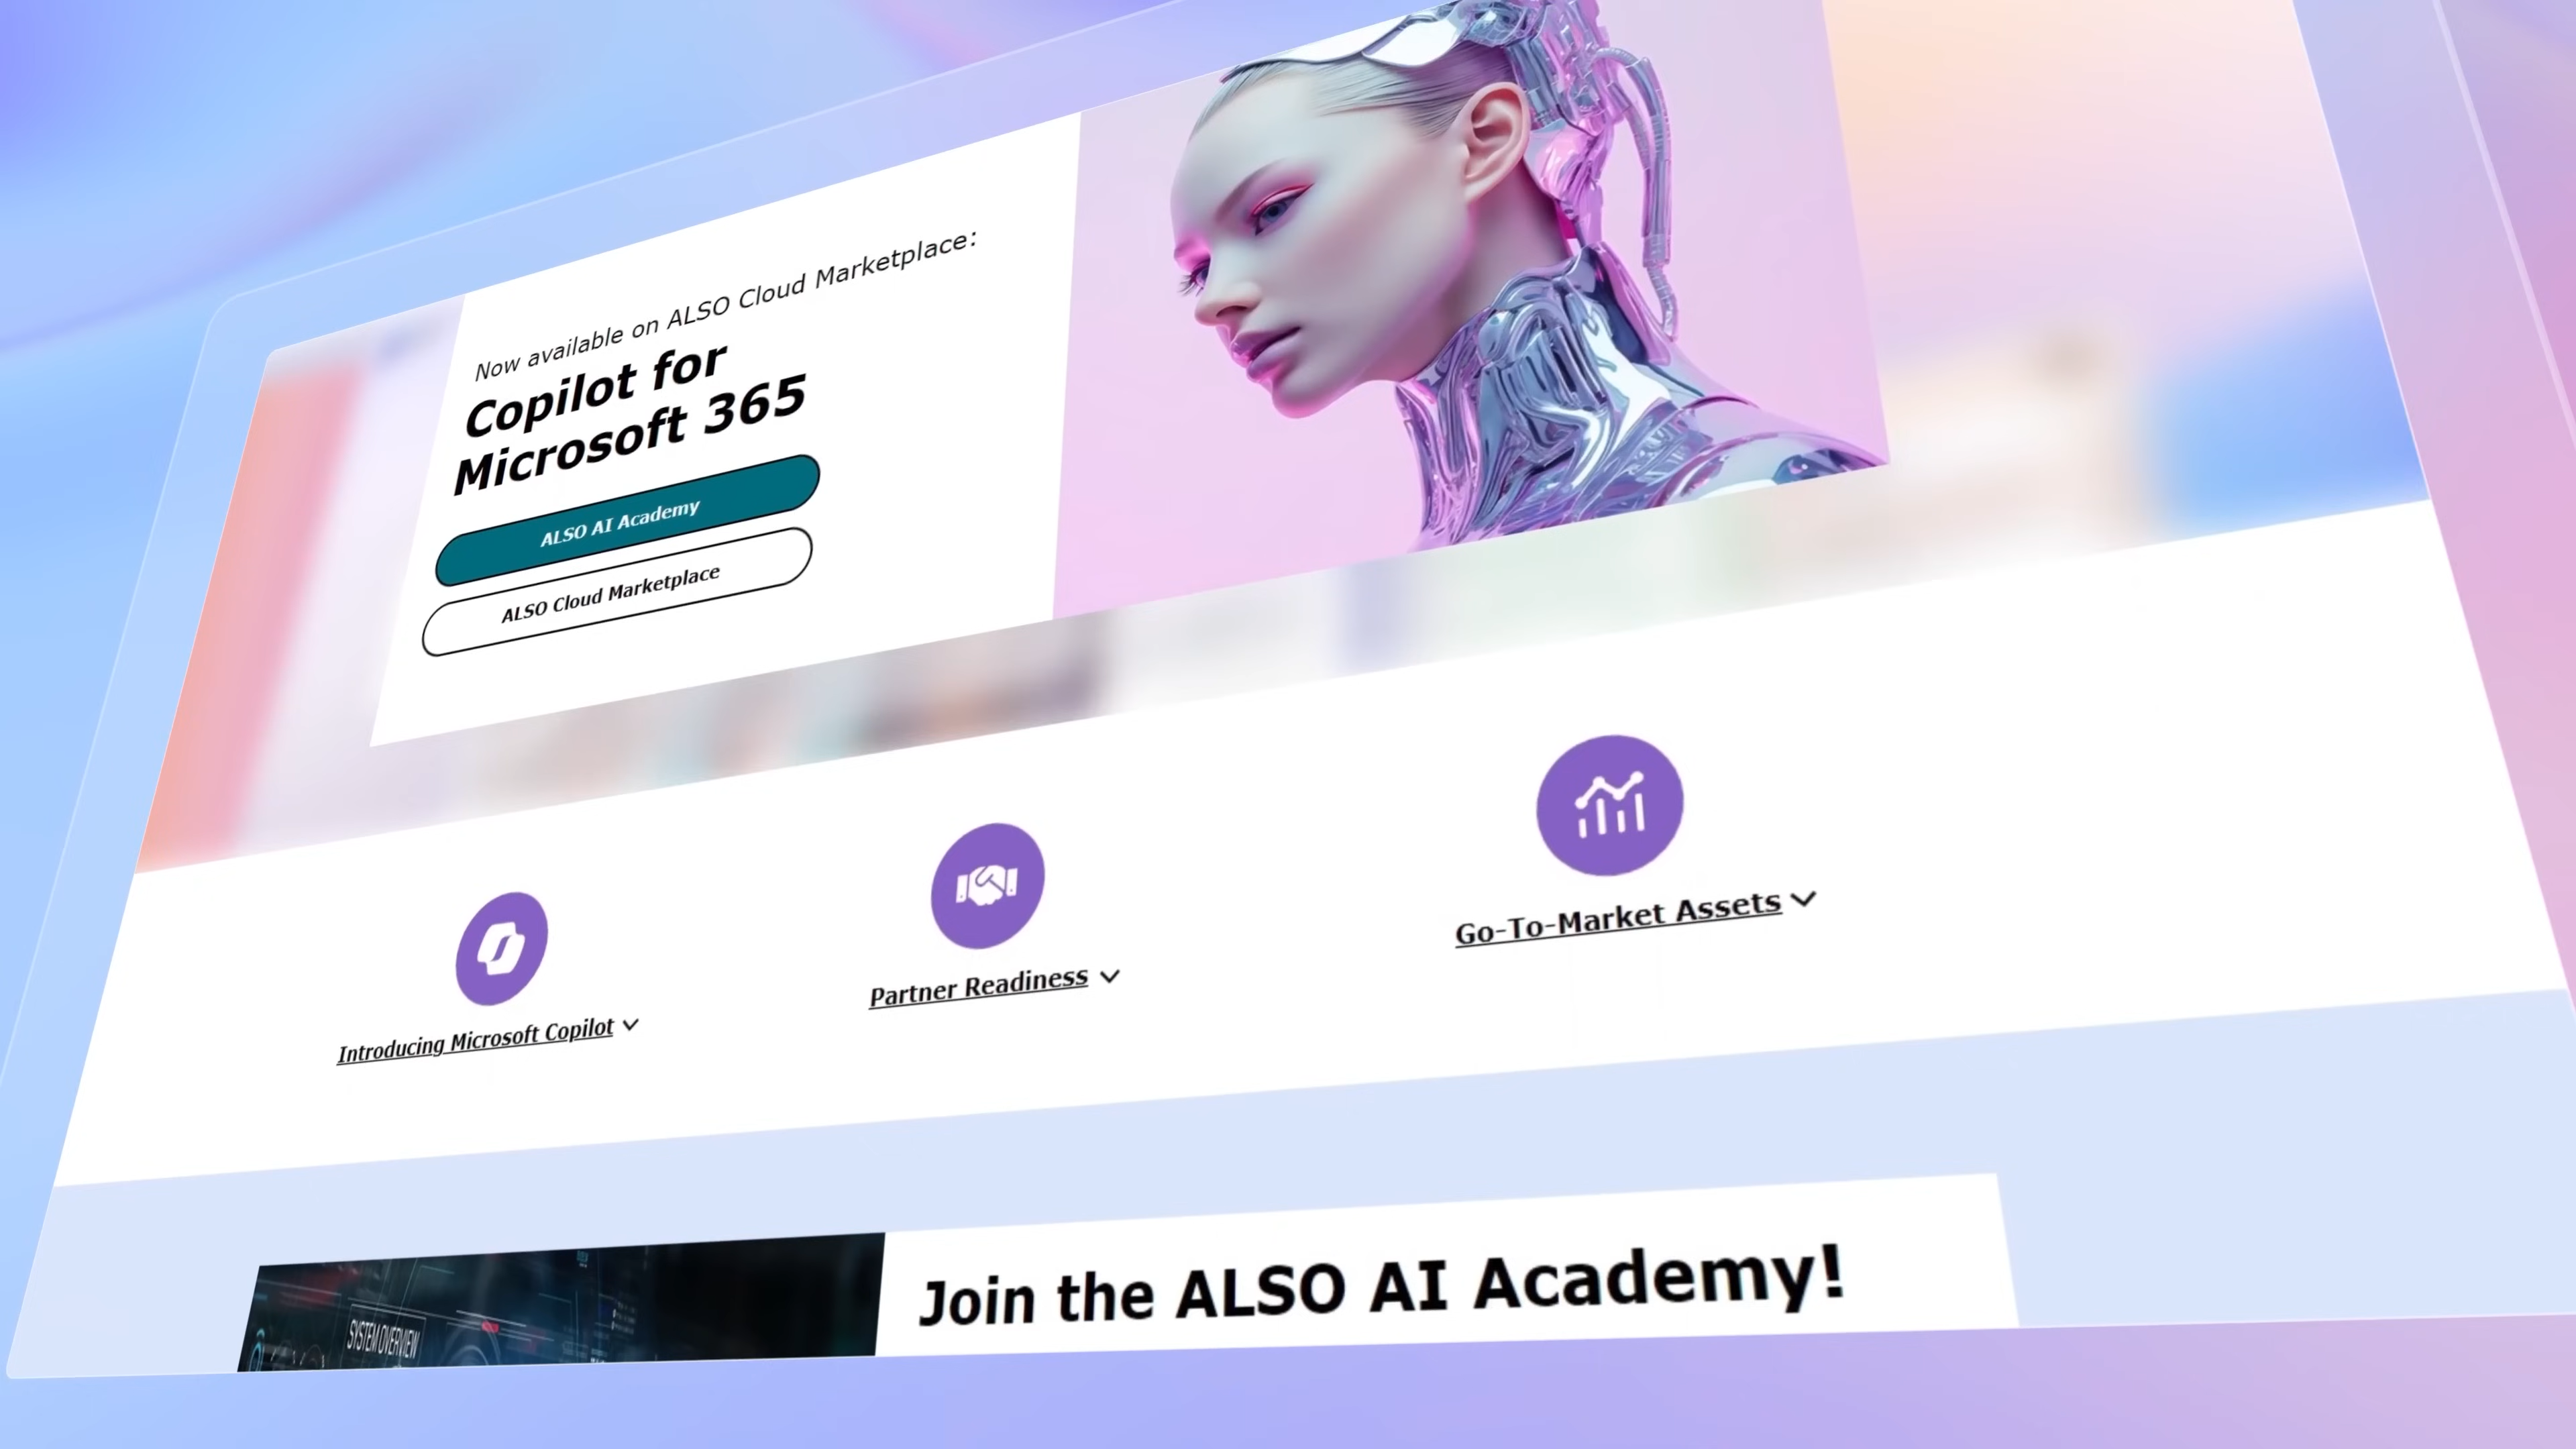 Now available on ALSO Cloud Marketplace:
Copilot for
Microsoft 365
ALSO AI Academy
ALSO Cloud Marketplace
Introducing Microsoft Copilot
Partner Readiness
Go-To-Market Assets
SYSTEM OVERVIEW
Join the ALSO AI Academy!